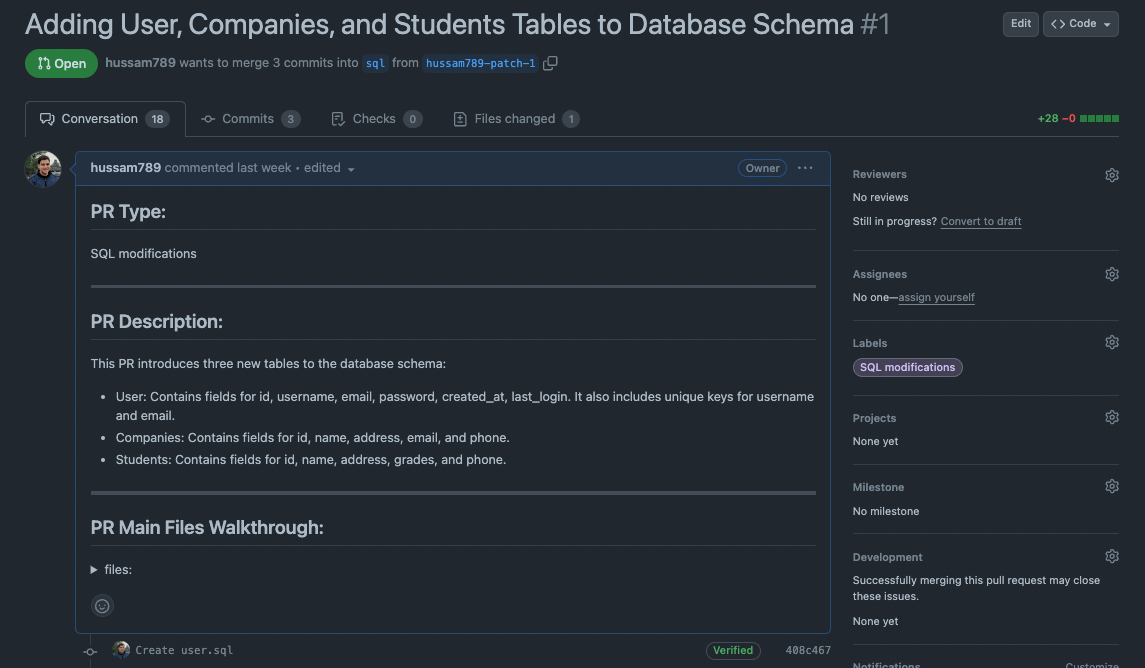 Adding User, Companies, and Students Tables to Database Schema #1
Edit
<> Code
Open
hussam789 wants to merge 3 commits into sql from hussam789-patch-1
Conversation 18
Commits 3
Checks 0
Files changed 1
+28 −0
hussam789 commented last week • edited
Owner
PR Type:
SQL modifications
PR Description:
This PR introduces three new tables to the database schema:
• User: Contains fields for id, username, email, password, created_at, last_login. It also includes unique keys for username
and email.
• Companies: Contains fields for id, name, address, email, and phone.
• Students: Contains fields for id, name, address, grades, and phone.
PR Main Files Walkthrough:
files:
Create user.sql
Verified
408c467
Reviewers
No reviews
Still in progress? Convert to draft
Assignees
No one—assign yourself
Labels
SQL modifications
Projects
None yet
Milestone
No milestone
Development
Successfully merging this pull request may close
these issues.
None yet
Notifications
Customize